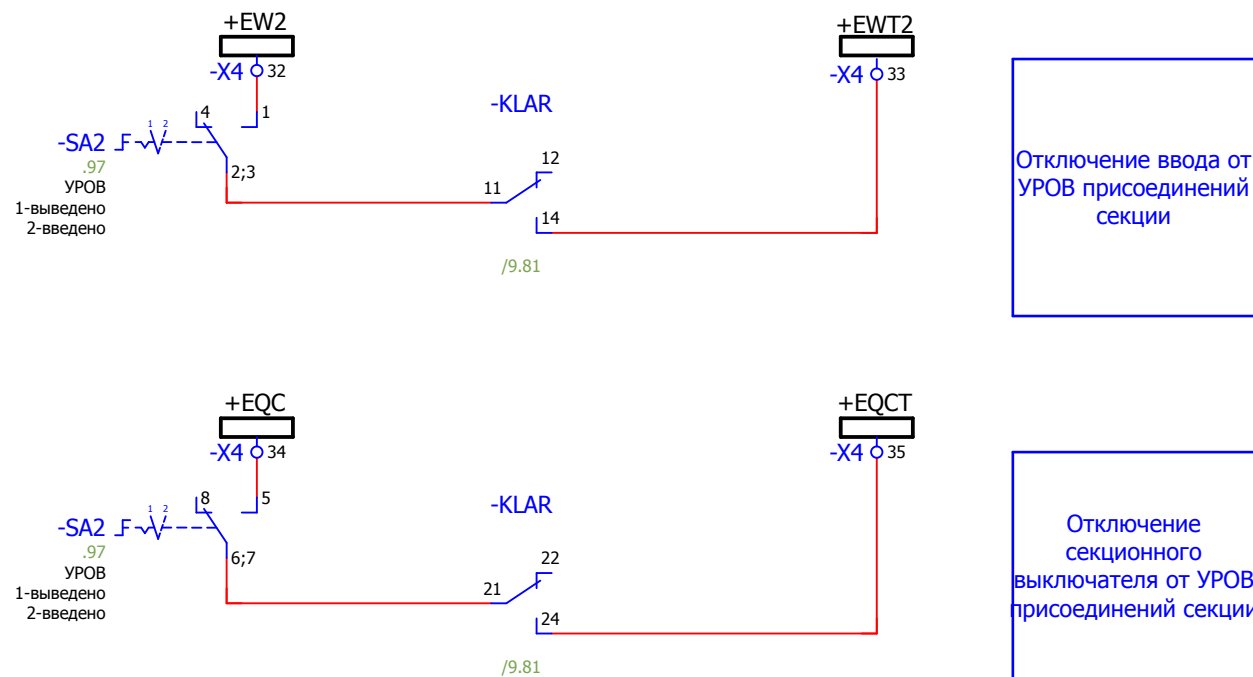 +EW2
+EWT2
-X4 32
-X4 33
-KLAR
4 1
1 2
-SA2
.97
УРОВ
1-выведено
2-введено
2;3
11
12
14
/9.81
Отключение ввода от
УРОВ присоединений
секции
+EQC
+EQCT
-X4 34
-X4 35
-KLAR
8 5
1 2
-SA2
.97
УРОВ
1-выведено
2-введено
6;7
21
22
24
/9.81
Отключение
секционного
выключателя от УРОВ
присоединений секции